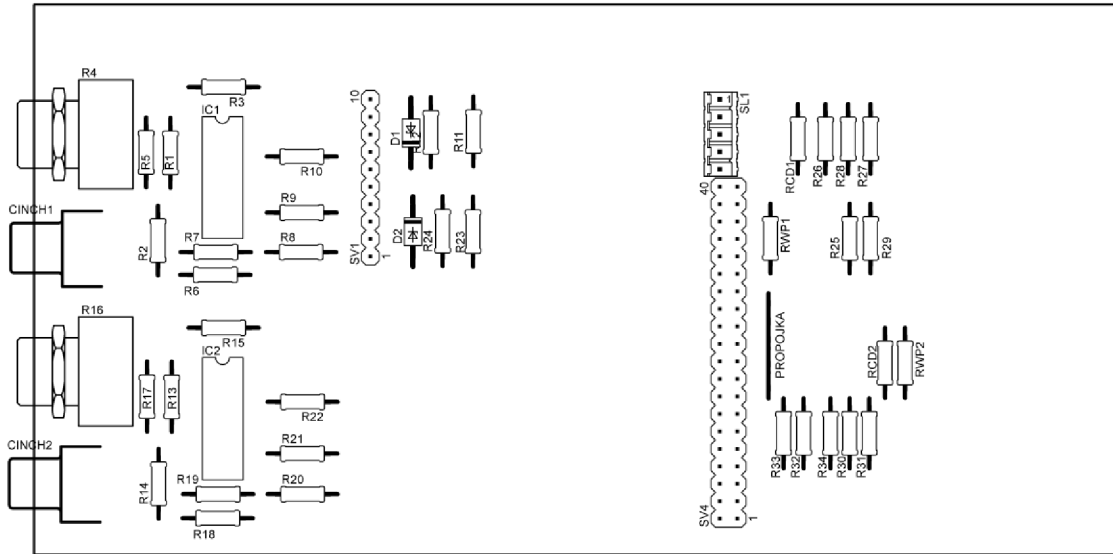 R4
R3
IC1
R5
R1
R10
R9
R8
R7
R6
R2
CINCH1
10
SV1
1
D1
R11
D2
R24
R23
SL1
1
40
RCD1
R26
R28
R27
RWP1
R25
R29
PROPOJKA
RCD2
RWP2
R33
R32
R34
R30
R31
SV4
1
R16
R15
IC2
R17
R13
R22
R21
R20
R19
R18
R14
CINCH2